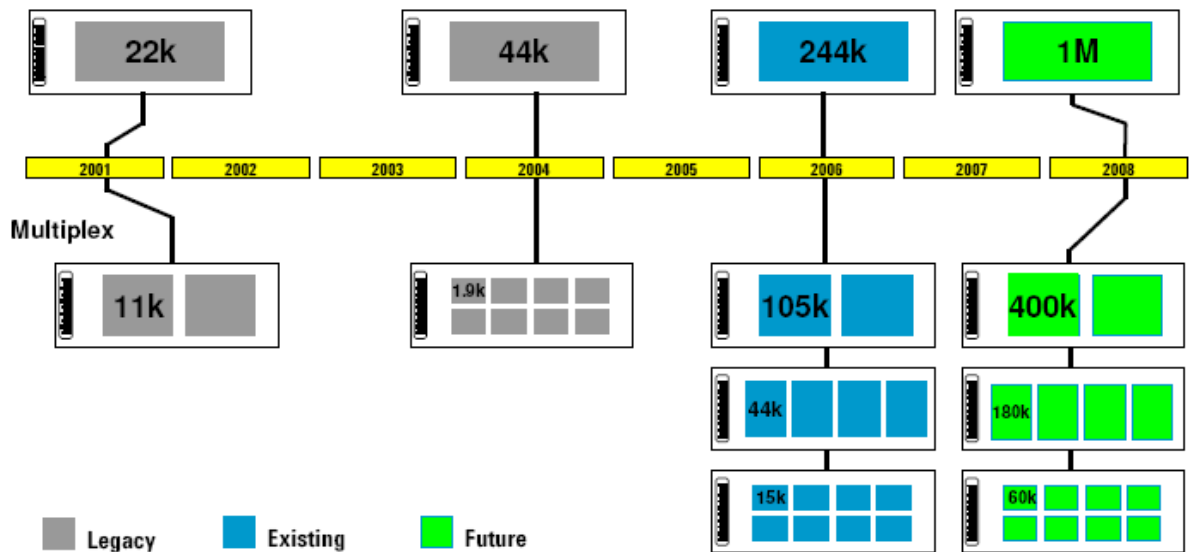 22k 44k 244k 1M
2001 2002 2003 2004 2005 2006 2007 2008
Multiplex
11k 1.9k 105k 400k
44k 180k
15k 60k
Legacy Existing Future